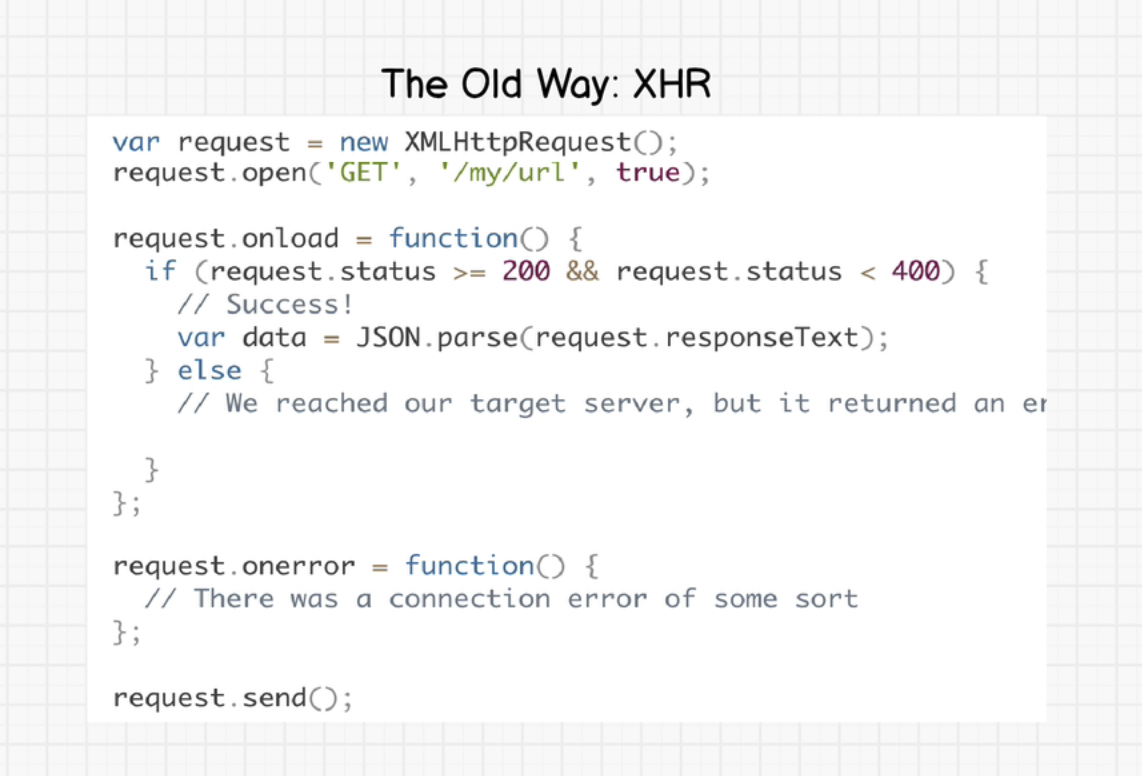 The Old Way: XHR
var request = new XMLHttpRequest();
request.open('GET', '/my/url', true);
request.onload = function() {
  if (request.status >= 200 && request.status < 400) {
    // Success!
    var data = JSON.parse(request.responseText);
  } else {
    // We reached our target server, but it returned an
  }
};
request.onerror = function() {
  // There was a connection error of some sort
};
request.send();